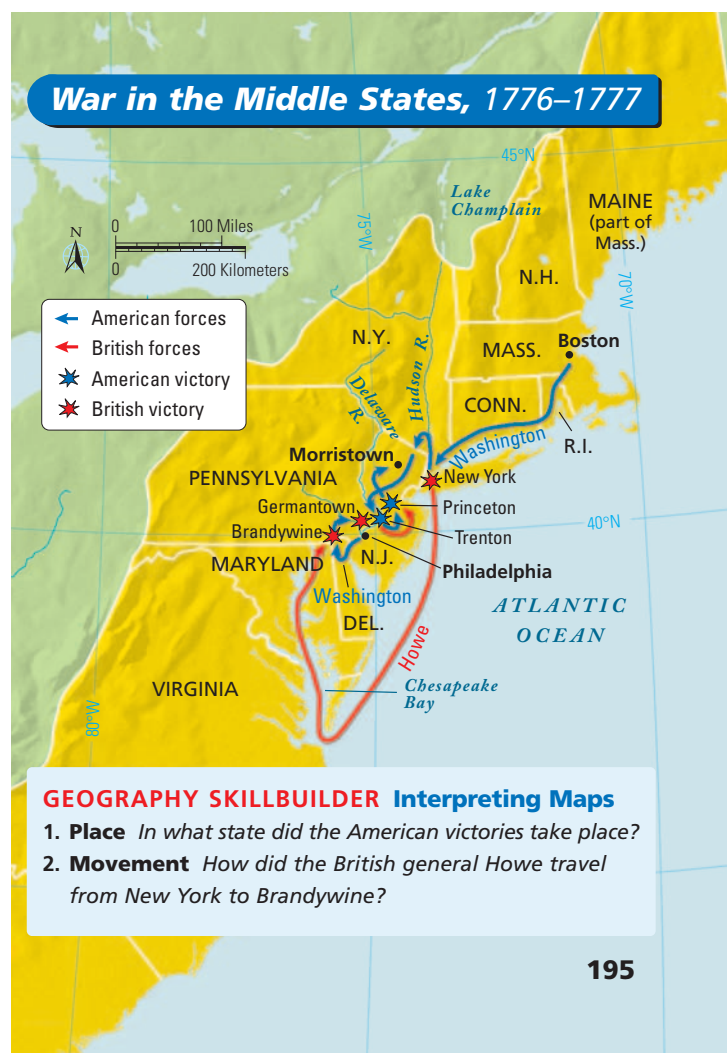 War in the Middle States, 1776–1777
45°N
Lake
Champlain
MAINE
(part of
Mass.)
N
0 100 Miles
0 200 Kilometers
75°W
70°W
N.H.
American forces
British forces
American victory
British victory
N.Y.
Hudson R.
MASS.
Boston
Delaware
R.
CONN.
Washington
R.I.
Morristown
PENNSYLVANIA
New York
Germantown
Princeton
Brandywine
40°N
Trenton
N.J.
MARYLAND
Philadelphia
Washington
ATLANTIC
OCEAN
DEL.
Howe
VIRGINIA
Chesapeake
Bay
80°W
GEOGRAPHY SKILLBUILDER Interpreting Maps
1. Place In what state did the American victories take place?
2. Movement How did the British general Howe travel
from New York to Brandywine?
195